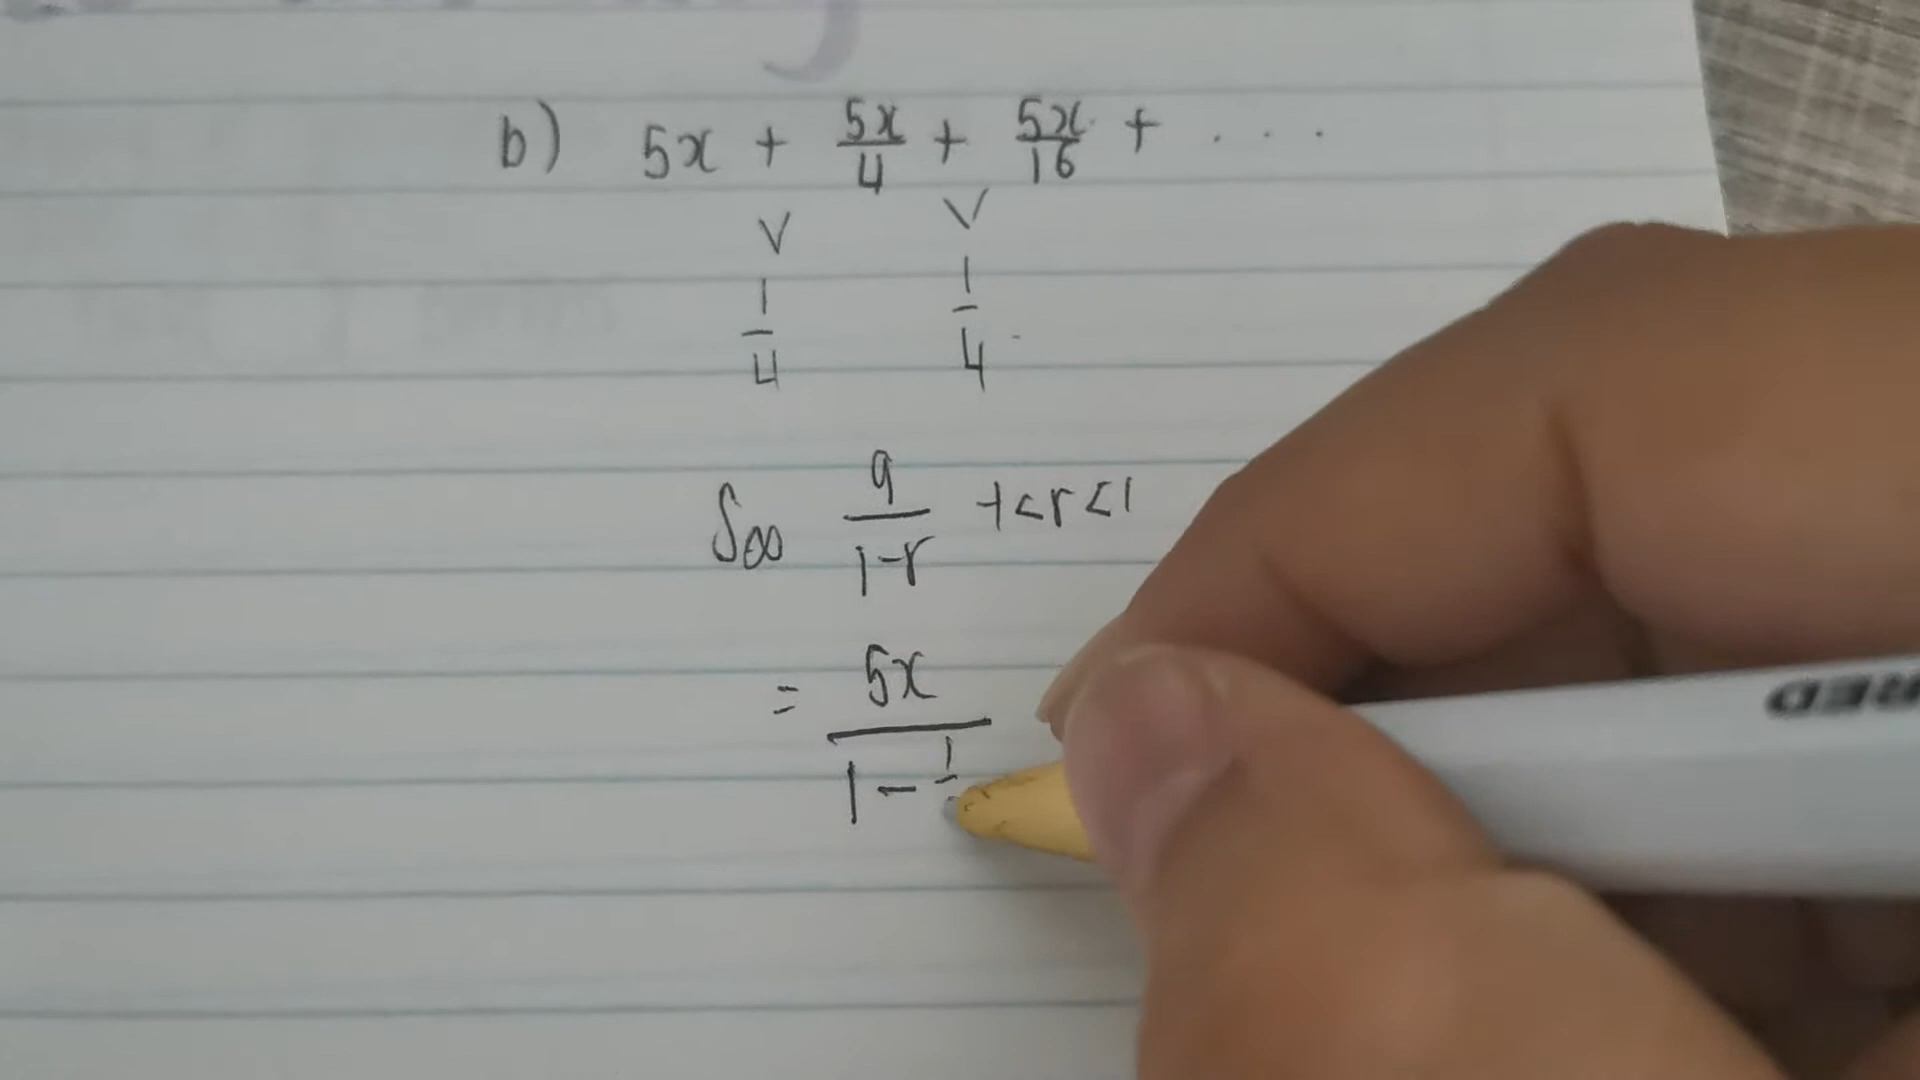 b) 5x + 5x/4 + 5x/16 + . . . .
V V
1/4 1/4
S∞ a/1-r -1<r<1
= 5x/1-1/